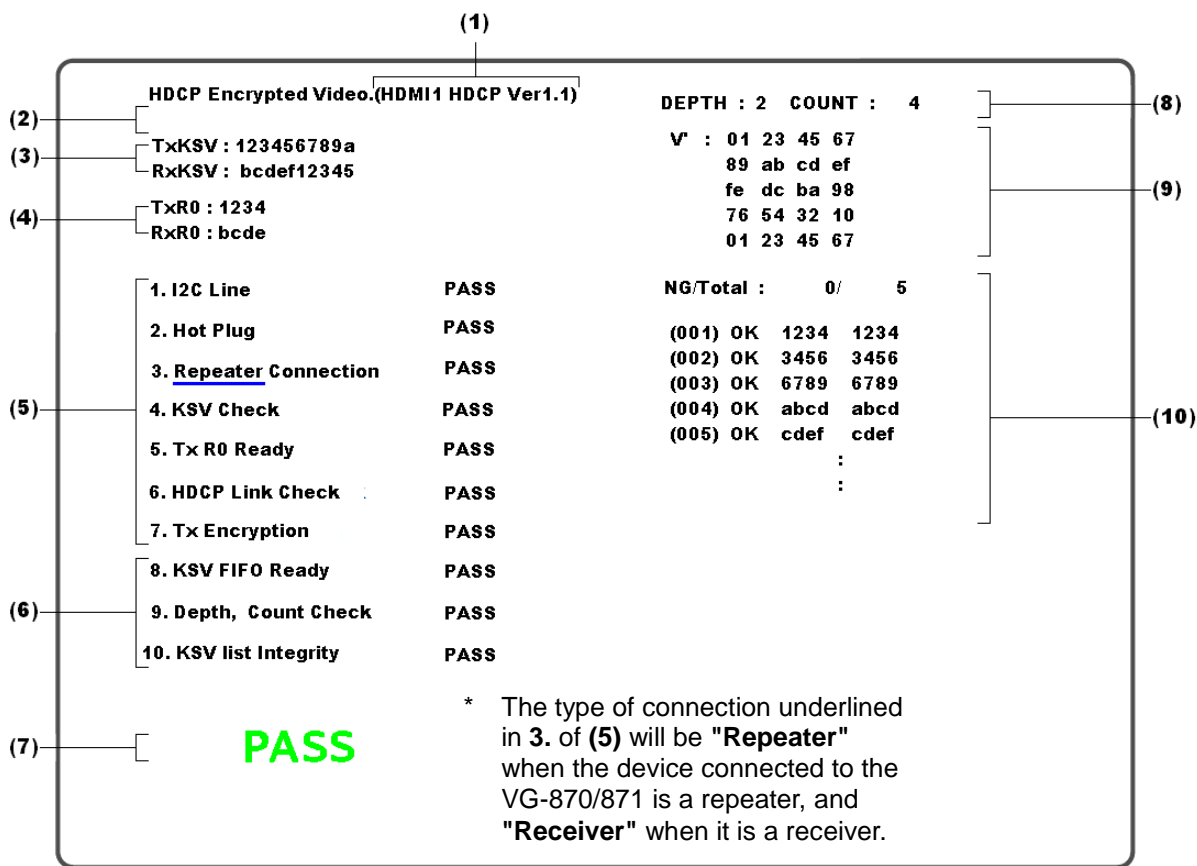 (1)
HDCP Encrypted Video.(HDMI1 HDCP Ver1.1)
(2)
(3)
TxKSV : 123456789a
RxKSV : bcdef12345
(4)
TxR0 : 1234
RxR0 : bcde
(5)
1. I2C Line PASS
2. Hot Plug PASS
3. Repeater Connection PASS
4. KSV Check PASS
5. Tx R0 Ready PASS
6. HDCP Link Check PASS
7. Tx Encryption PASS
(6)
8. KSV FIFO Ready PASS
9. Depth, Count Check PASS
10. KSV list Integrity PASS
(7)
PASS
DEPTH : 2 COUNT : 4
(8)
V' : 01 23 45 67
89 ab cd ef
fe dc ba 98
76 54 32 10
01 23 45 67
(9)
NG/Total : 0/ 5
(001) OK 1234 1234
(002) OK 3456 3456
(003) OK 6789 6789
(004) OK abcd abcd
(005) OK cdef cdef
:
:
(10)
* The type of connection underlined
in 3. of (5) will be "Repeater"
when the device connected to the
VG-870/871 is a repeater, and
"Receiver" when it is a receiver.